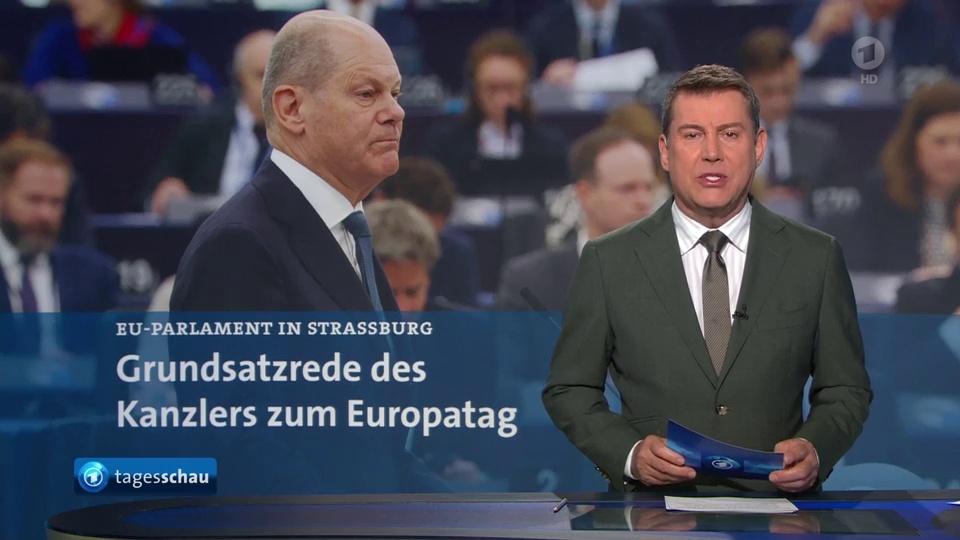 HD
EU-PARLAMENT IN STRASSBURG
Grundsatzrede des
Kanzlers zum Europatag
tagesschau